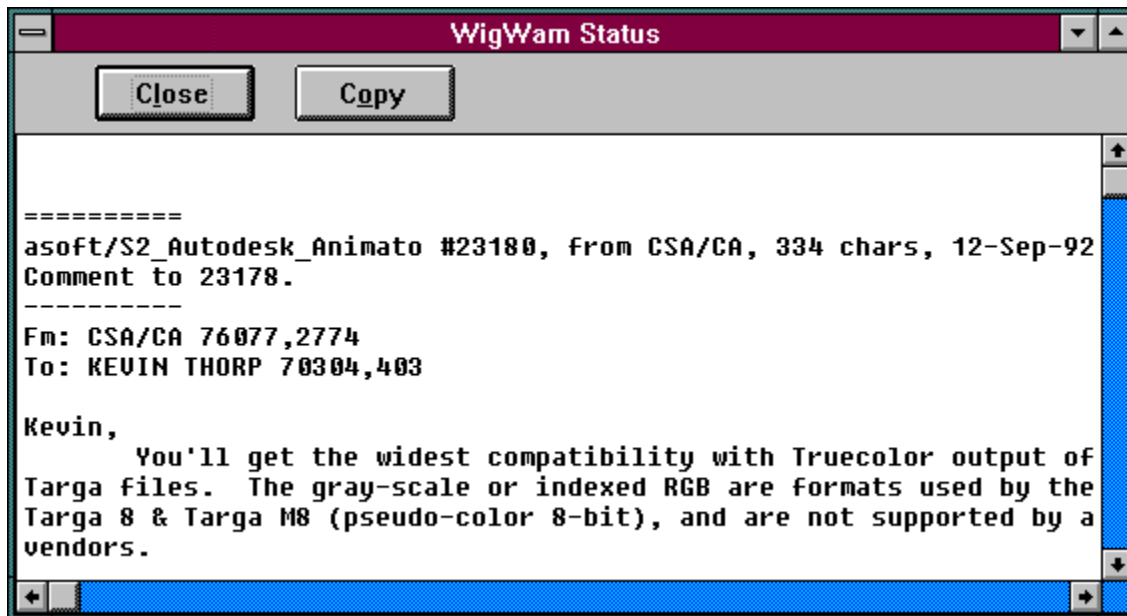 WigWam Status
Close Copy
==========
asoft/S2_Autodesk_Animato #23180, from CSA/CA, 334 chars, 12-Sep-92
Comment to 23178.
----------
Fm: CSA/CA 76077,2774
To: KEVIN THORP 70304,403
Kevin,
You'll get the widest compatibility with Truecolor output of
Targa files.  The gray-scale or indexed RGB are formats used by the
Targa 8 & Targa M8 (pseudo-color 8-bit), and are not supported by a
vendors.